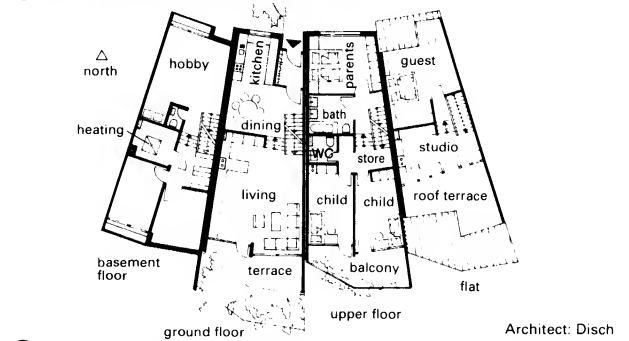 north
hobby
kitchen
parents
guest
heating
dining
bath
WC
store
studio
living
child
child
roof terrace
basement
floor
terrace
balcony
flat
ground floor
upper floor
Architect: Disch